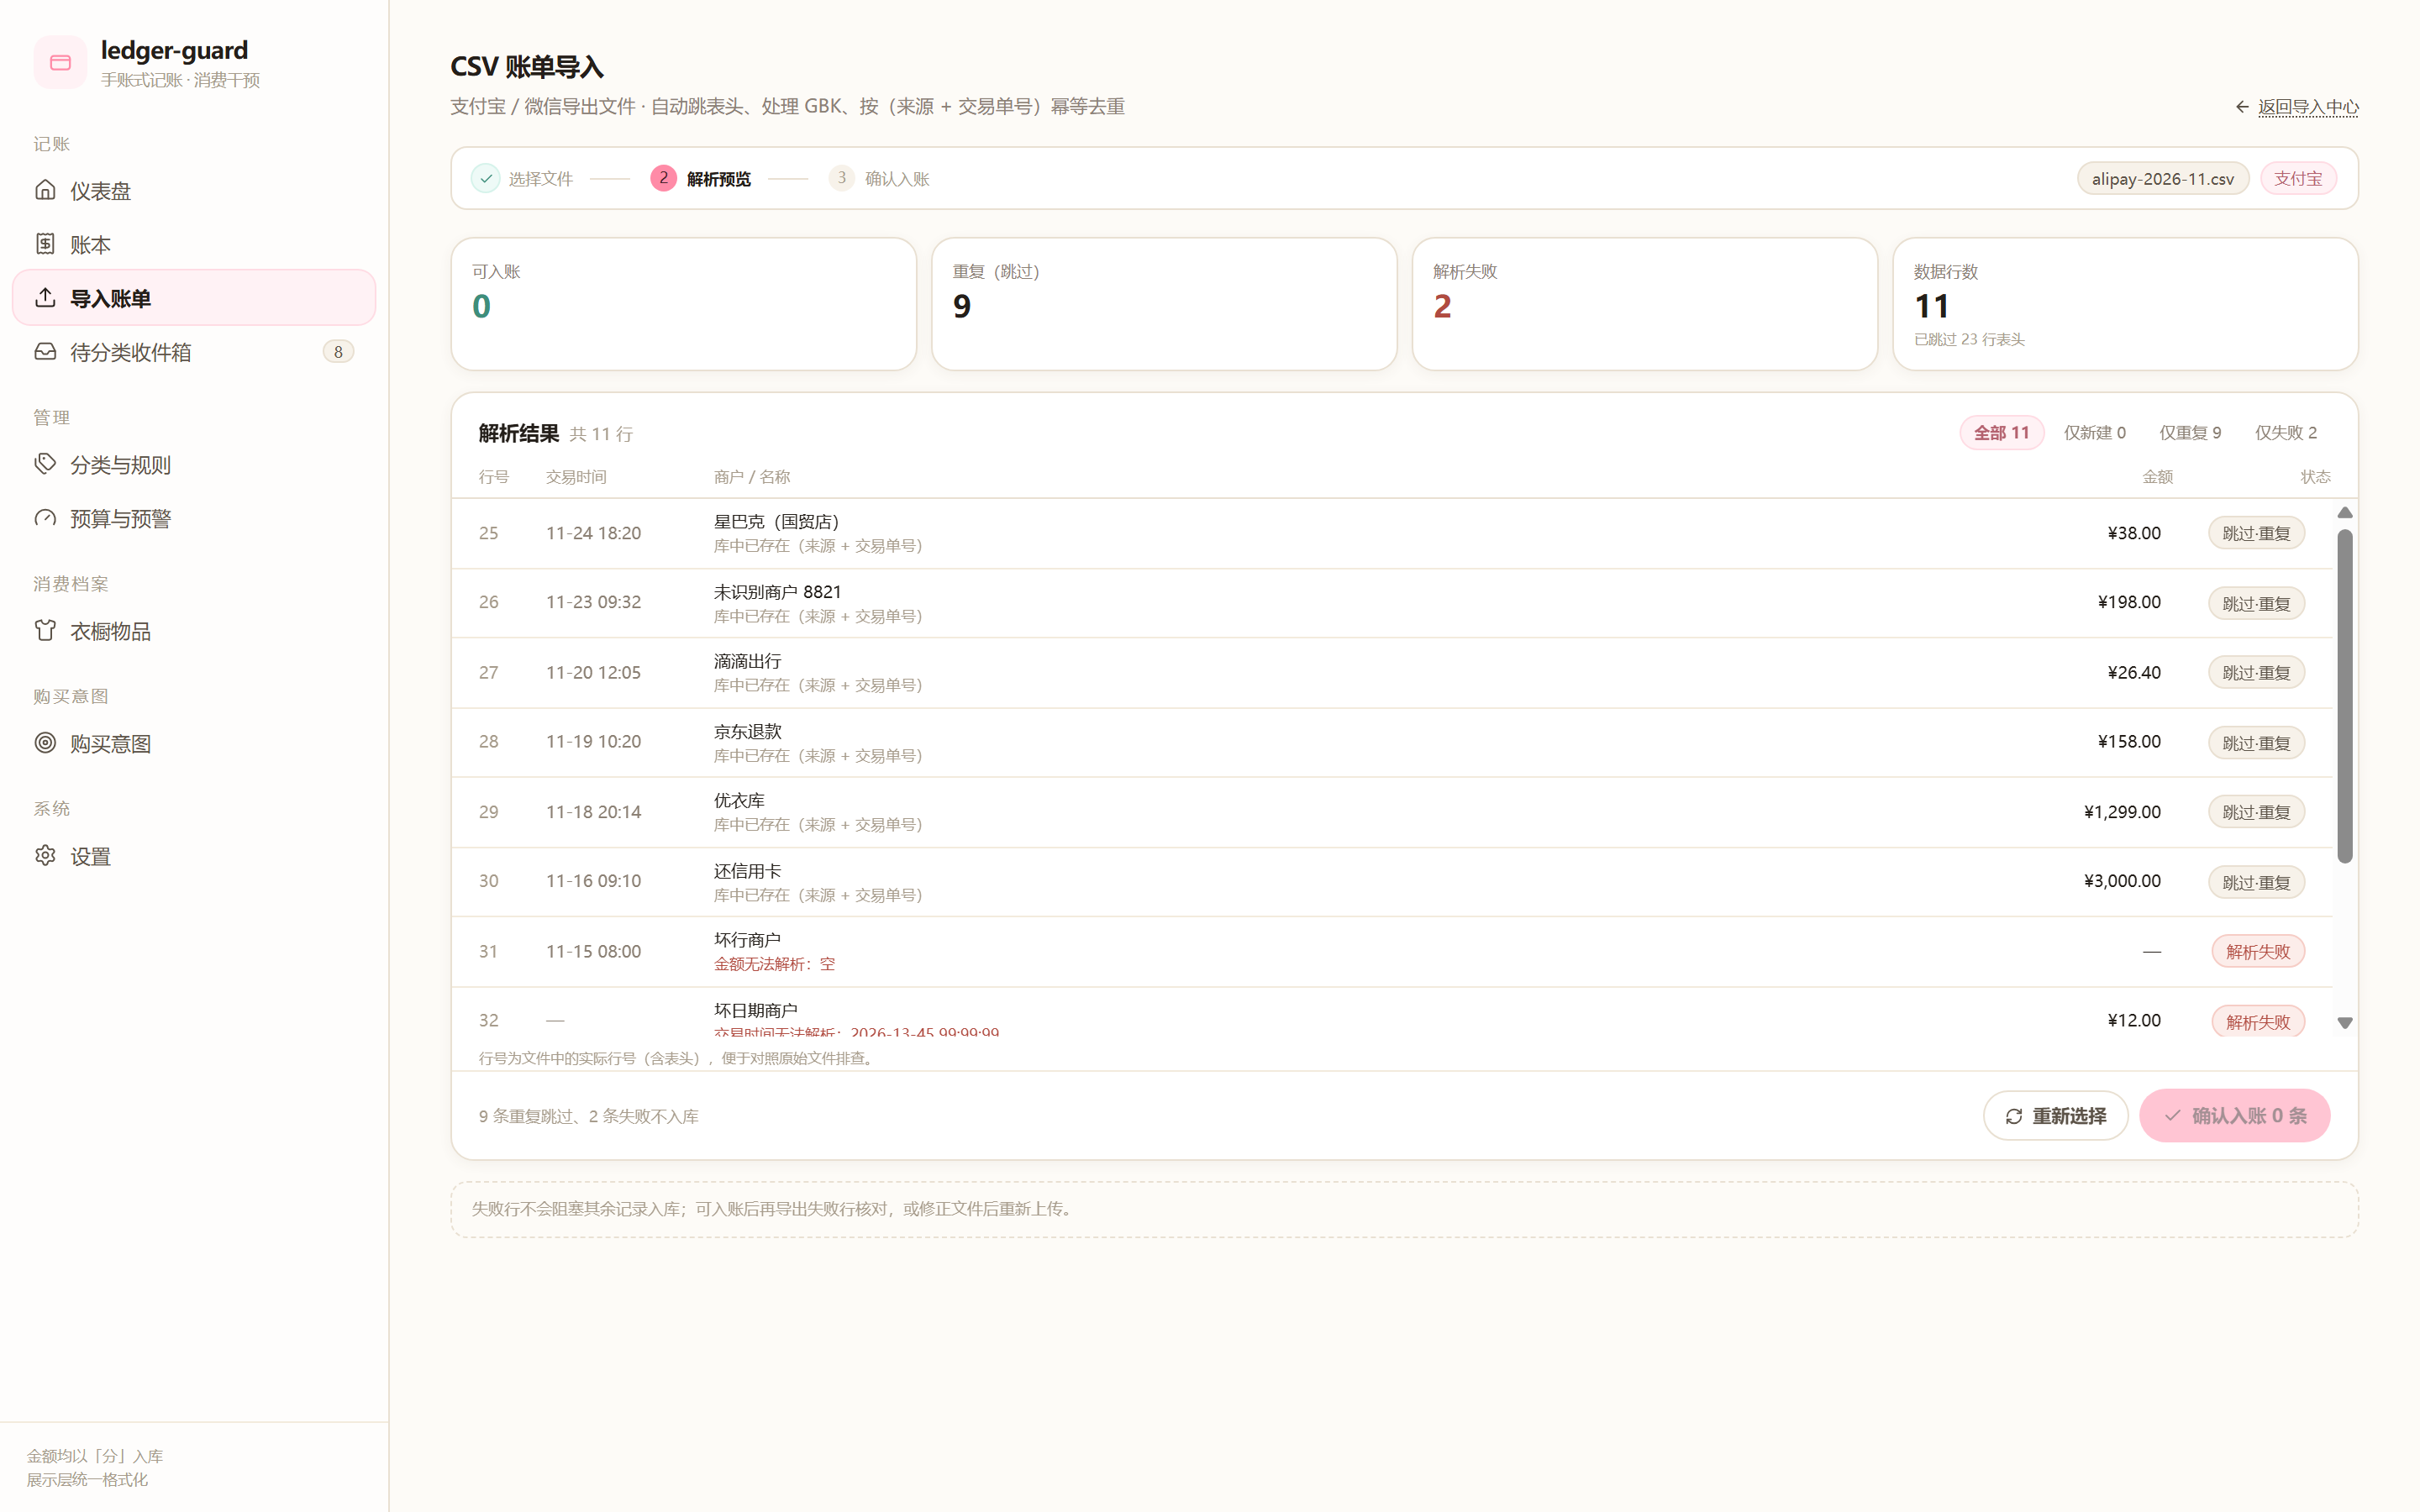 ledger-guard
手账式记账 · 消费干预
记账
仪表盘
账本
导入账单
待分类收件箱 8
管理
分类与规则
预算与预警
消费档案
衣橱物品
购买意图
购买意图
系统
设置
金额均以「分」入库
展示层统一格式化
CSV 账单导入
支付宝 / 微信导出文件 · 自动跳表头、处理 GBK、按（来源 + 交易单号）幂等去重
返回导入中心
选择文件 2 解析预览 3 确认入账 alipay-2026-11.csv 支付宝
可入账
0
重复（跳过）
9
解析失败
2
数据行数
11
已跳过 23 行表头
解析结果 共 11 行 全部 11 仅新建 0 仅重复 9 仅失败 2
行号 交易时间 商户 / 名称 金额 状态
25 11-24 18:20 星巴克（国贸店） ¥38.00 跳过·重复
库中已存在（来源 + 交易单号）
26 11-23 09:32 未识别商户 8821 ¥198.00 跳过·重复
库中已存在（来源 + 交易单号）
27 11-20 12:05 滴滴出行 ¥26.40 跳过·重复
库中已存在（来源 + 交易单号）
28 11-19 10:20 京东退款 ¥158.00 跳过·重复
库中已存在（来源 + 交易单号）
29 11-18 20:14 优衣库 ¥1,299.00 跳过·重复
库中已存在（来源 + 交易单号）
30 11-16 09:10 还信用卡 ¥3,000.00 跳过·重复
库中已存在（来源 + 交易单号）
31 11-15 08:00 坏行商户 — 解析失败
金额无法解析：空
32 — 坏日期商户 ¥12.00 解析失败
交易时间无法解析：2026-13-45 99:99:99
行号为文件中的实际行号（含表头），便于对照原始文件排查。
9 条重复跳过、2 条失败不入库
重新选择
确认入账 0 条
失败行不会阻塞其余记录入库；可入账后再导出失败行核对，或修正文件后重新上传。